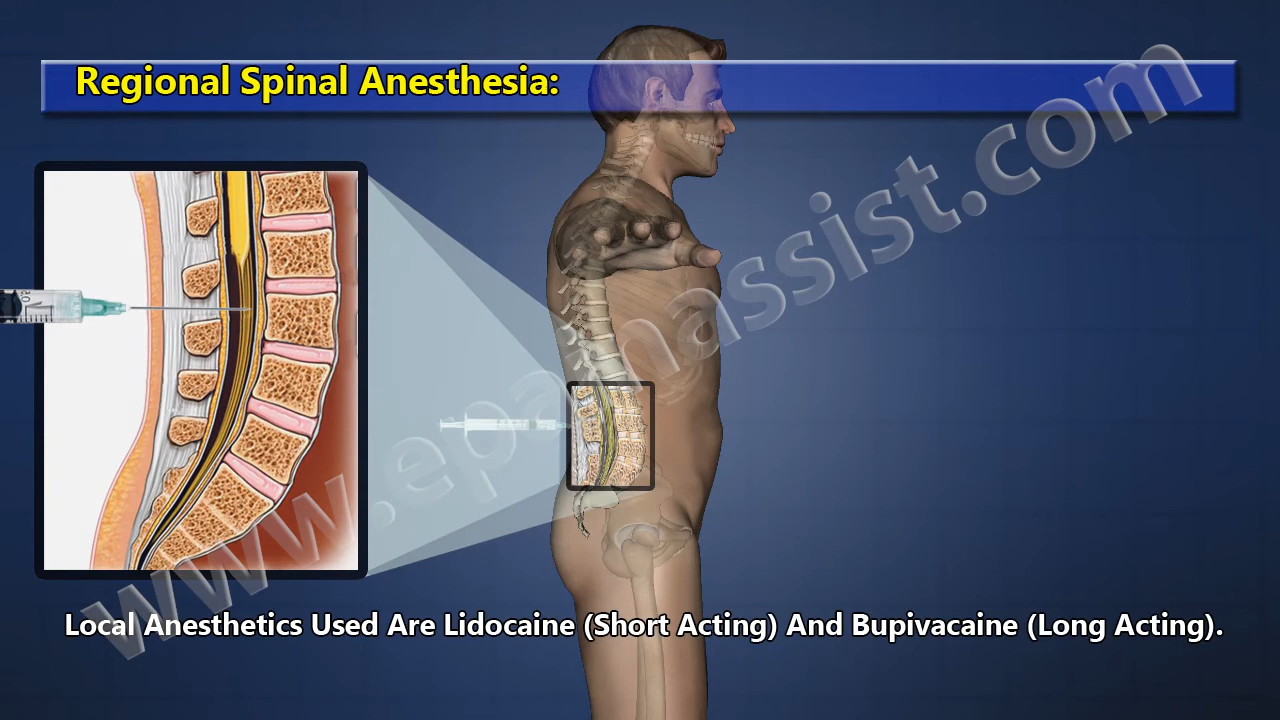 Regional Spinal Anesthesia:
www.epainassist.com
Local Anesthetics Used Are Lidocaine (Short Acting) And Bupivacaine (Long Acting).